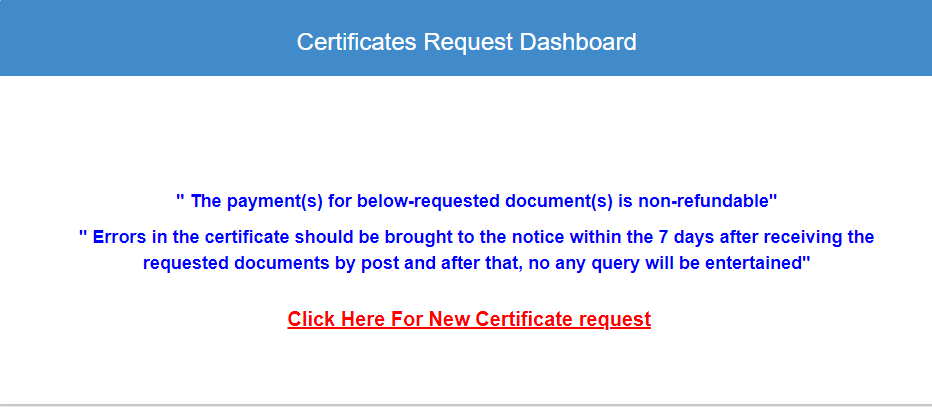 Certificates Request Dashboard
" The payment(s) for below-requested document(s) is non-refundable"
" Errors in the certificate should be brought to the notice within the 7 days after receiving the
requested documents by post and after that, no any query will be entertained"
Click Here For New Certificate request